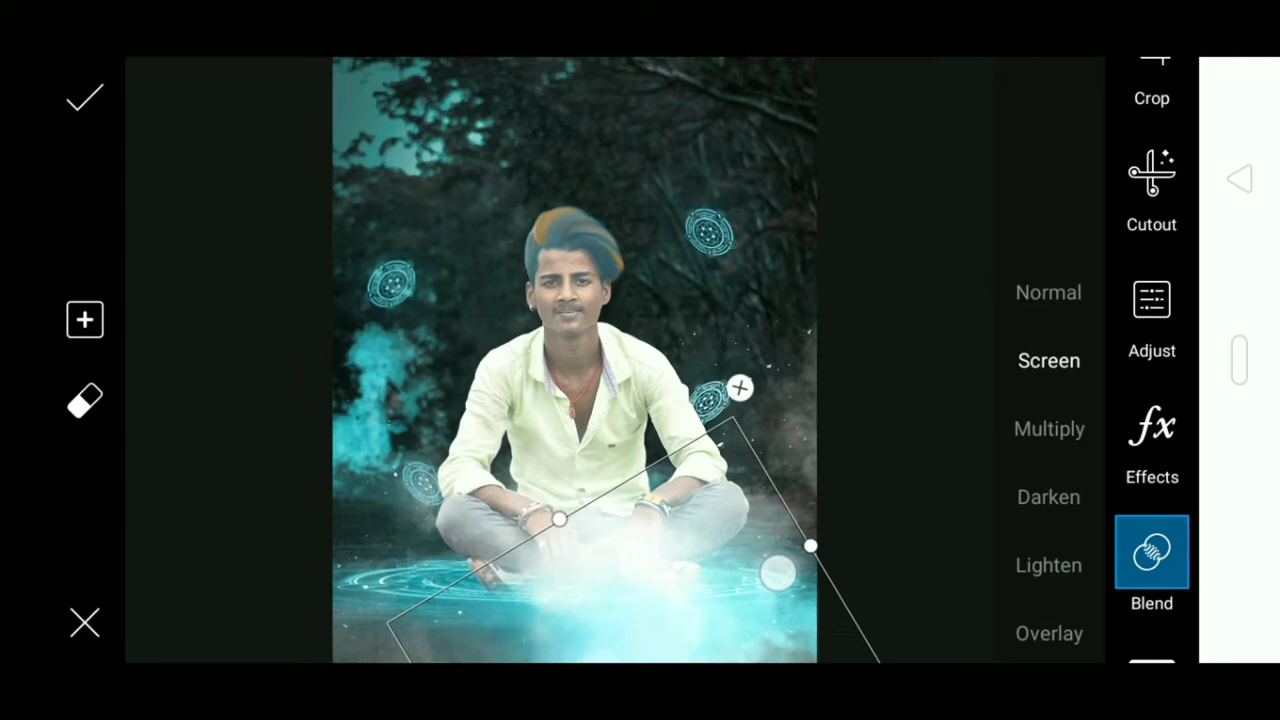 Crop
Cutout
Adjust
Effects
Blend
Normal
Screen
Multiply
Darken
Lighten
Overlay